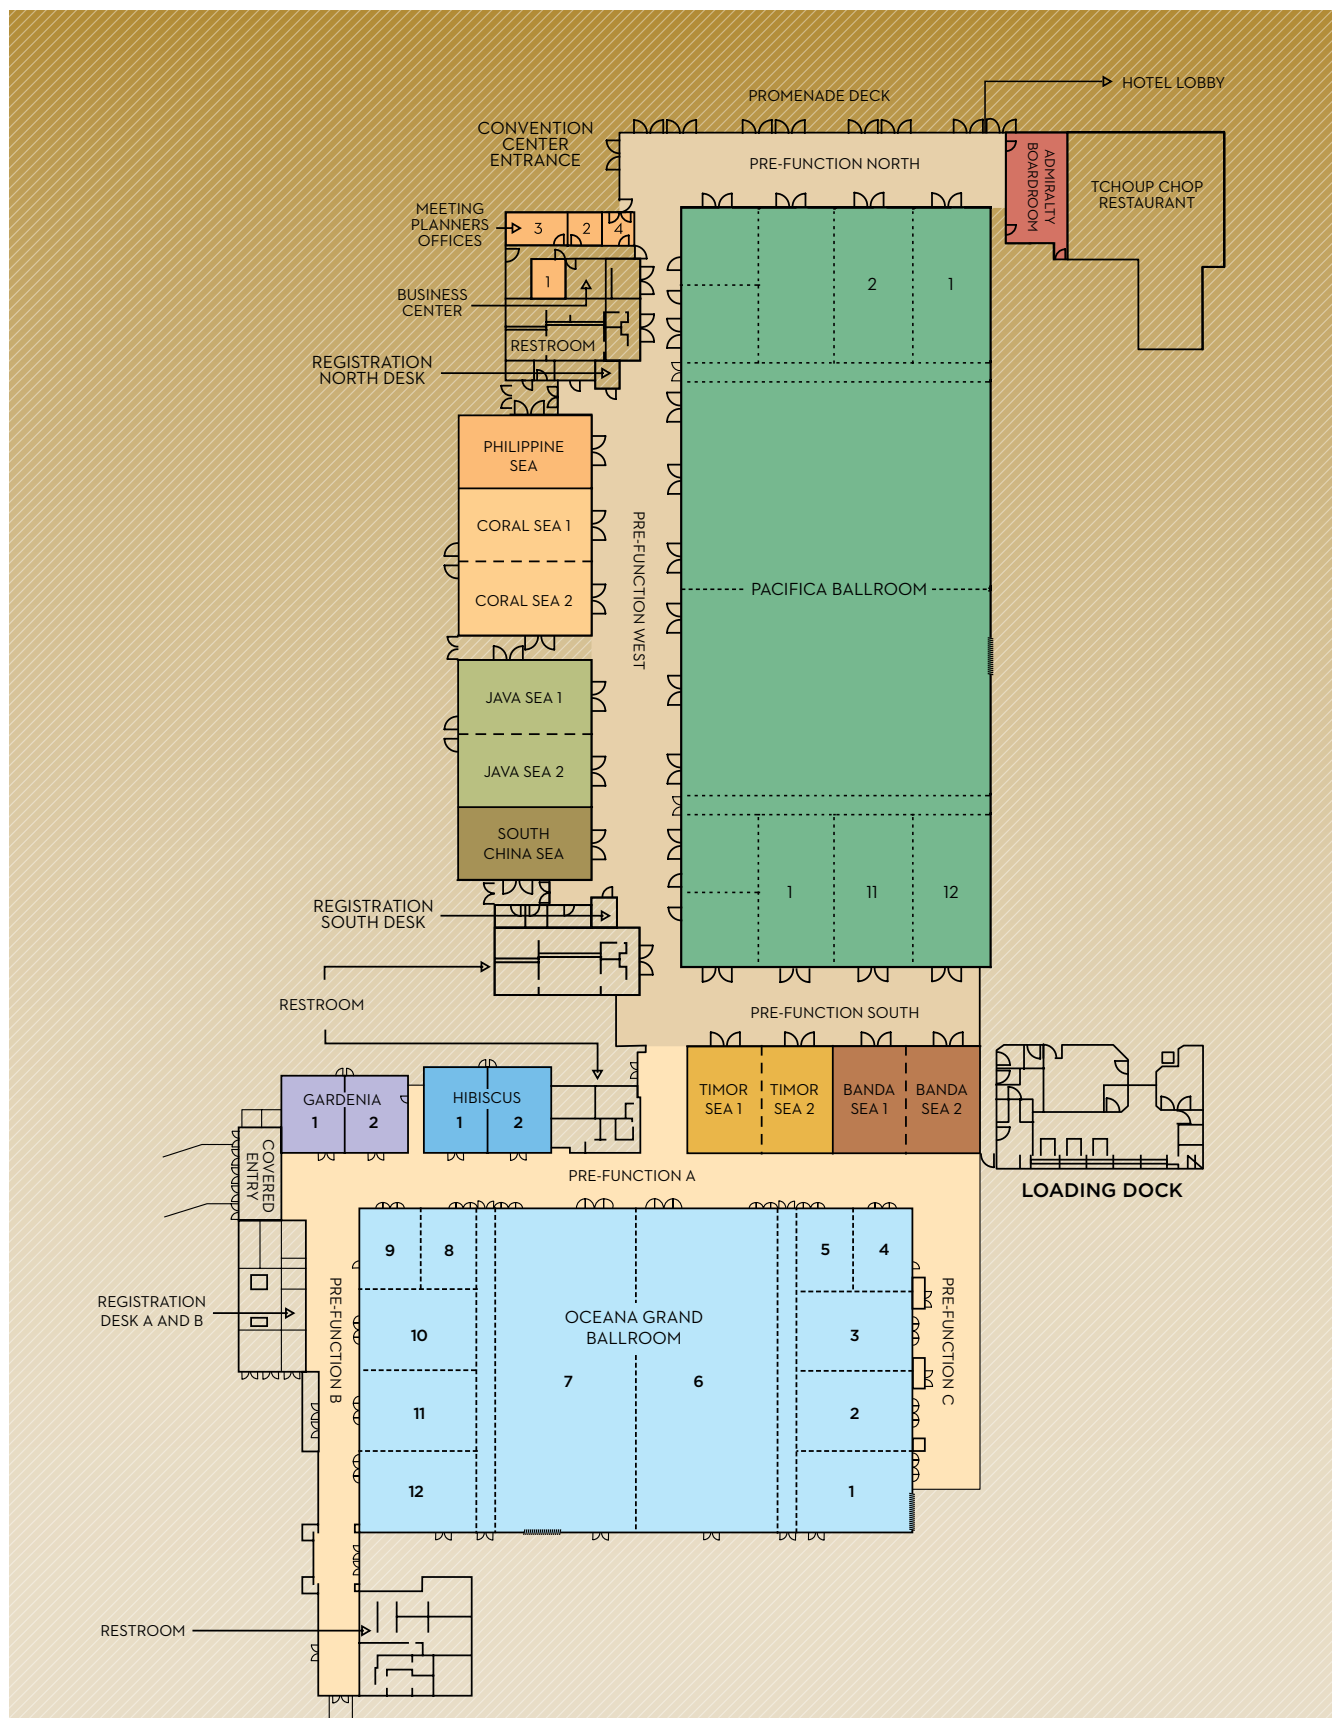 HOTEL LOBBY
PROMENADE DECK
CONVENTION
CENTER
ENTRANCE
PRE-FUNCTION NORTH
ADMIRALTY
BOARDROOM
TCHOUP CHOP
RESTAURANT
MEETING
PLANNERS
OFFICES
3
2
4
1
BUSINESS
CENTER
2
1
RESTROOM
REGISTRATION
NORTH DESK
PHILIPPINE
SEA
CORAL SEA 1
CORAL SEA 2
PRE-FUNCTION WEST
PACIFICA BALLROOM
JAVA SEA 1
JAVA SEA 2
SOUTH
CHINA SEA
1
11
12
REGISTRATION
SOUTH DESK
RESTROOM
PRE-FUNCTION SOUTH
GARDENIA
1
2
HIBISCUS
1
2
TIMOR
SEA 1
TIMOR
SEA 2
BANDA
SEA 1
BANDA
SEA 2
COVERED
ENTRY
PRE-FUNCTION A
LOADING DOCK
9
8
5
4
REGISTRATION
DESK A AND B
PRE-FUNCTION B
10
OCEANA GRAND
BALLROOM
3
PRE-FUNCTION C
7
6
11
2
12
1
RESTROOM